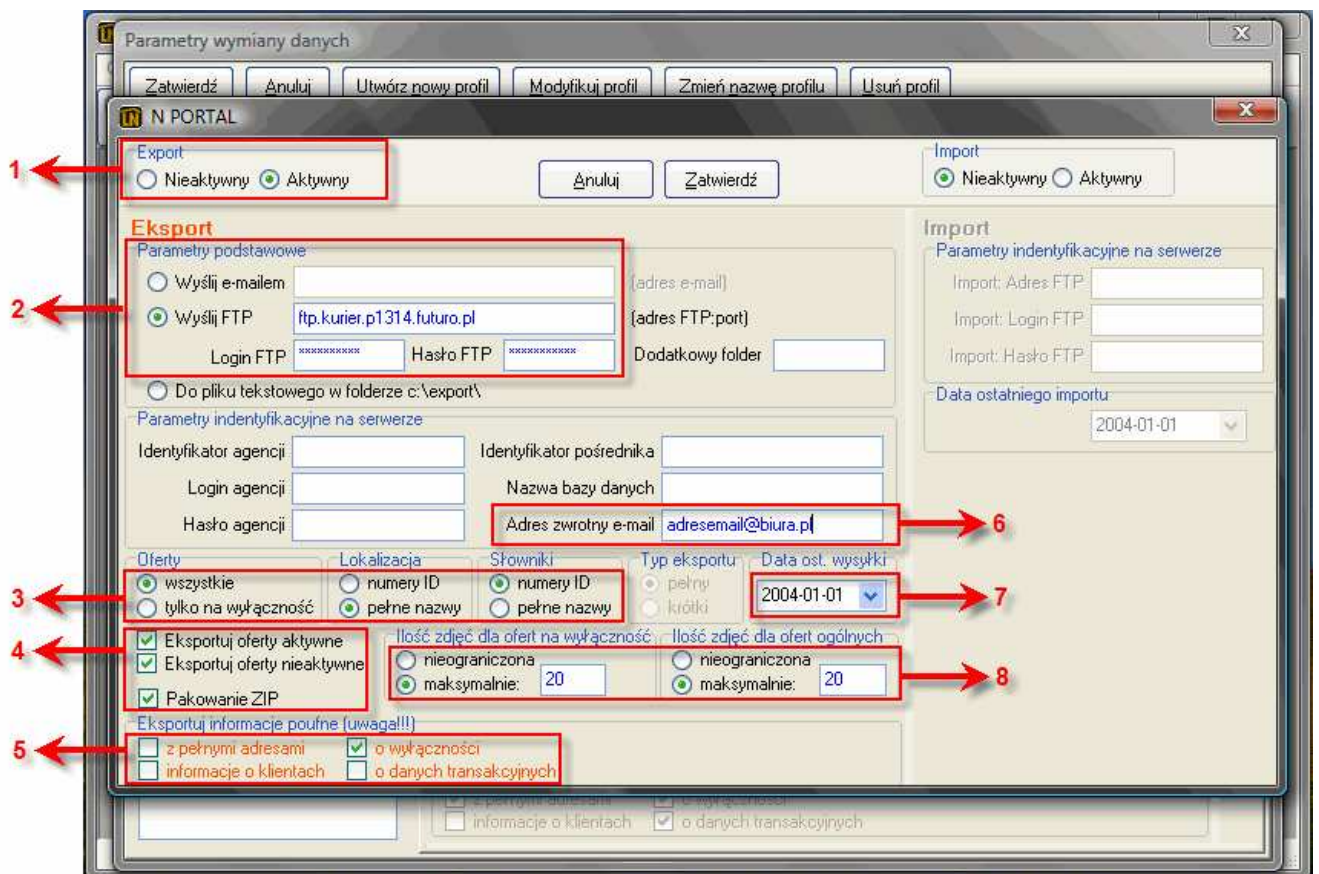 Parametry wymiany danych
Zatwierdź Anuluj Utwórz nowy profil Modyfikuj profil Zmień nazwę profilu Usuń profil
N PORTAL
Export
Nieaktywny Aktywny
Anuluj Zatwierdź
Import
Nieaktywny Aktywny
1
Eksport
Parametry podstawowe
Wyślij e-mailem (adres e-mail)
2
Wyślij FTP ftp.kurier.p1314.futuro.pl (adres FTP:port)
Login FTP ********** Hasło FTP *********** Dodatkowy folder
Do pliku tekstowego w folderze c:\export\
Import
Parametry indentyfikacyjne na serwerze
Import: Adres FTP
Import: Login FTP
Import: Hasło FTP
Data ostatniego importu
2004-01-01
Parametry indentyfikacyjne na serwerze
Identyfikator agencji Identyfikator pośrednika
Login agencji Nazwa bazy danych
Hasło agencji Adres zwrotny e-mail adresemail@biura.pl 6
Oferty Lokalizacja Słowniki Typ eksportu Data ost. wysyłki
wszystkie numery ID numery ID pełny 2004-01-01 7
3 tylko na wyłączność pełne nazwy pełne nazwy krótki
4 Eksportuj oferty aktywne
Eksportuj oferty nieaktywne
Pakowanie ZIP
Ilość zdjęć dla ofert na wyłączność Ilość zdjęć dla ofert ogólnych
nieograniczona nieograniczona
maksymalnie: 20 maksymalnie: 20 8
Eksportuj informacje poufne (uwaga!!!)
5 z pełnymi adresami o wyłączności
informacje o klientach o danych transakcyjnych
z pełnymi adresami o wyłączności
informacje o klientach o danych transakcyjnych